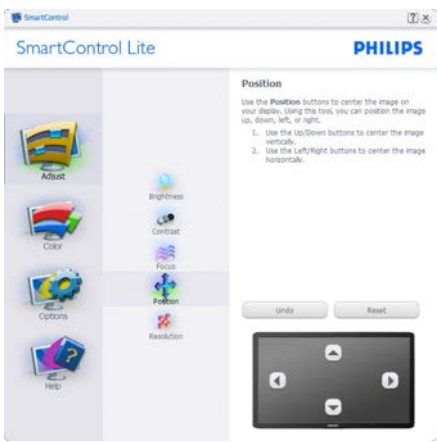 SmartControl
SmartControl Lite
PHILIPS
Adjust
Color
Options
Help
Brightness
Contrast
Focus
Position
Resolution
Position
Use the Position buttons to center the image on
your display. Using this tool, you can position the image
up, down, left, or right.
1. Use the Up/Down buttons to center the image
vertically.
2. Use the Left/Right buttons to center the image
horizontally.
Undo
Reset